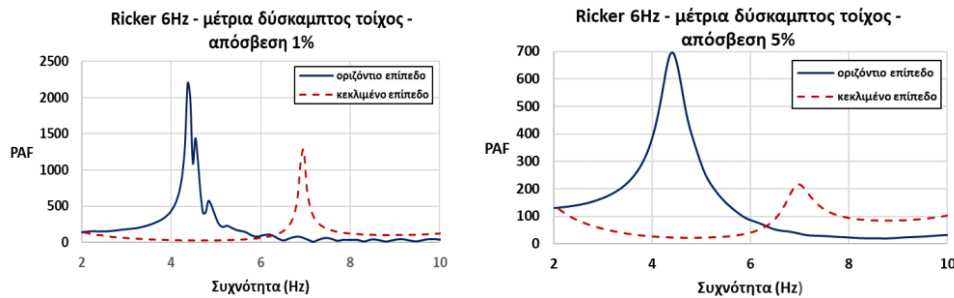 Ricker 6Hz - μέτρια δύσκαμπτο τοίχος -
απόσβεση 1%
2500
2000
1500
PAF
1000
500
0
2 4 6 8 10
Συχνότητα (Hz)
οριζόντιο επίπεδο
κεκλιμένο επίπεδο
Ricker 6Hz - μέτρια δύσκαμπτο τοίχος -
απόσβεση 5%
700
600
500
400
PAF
300
200
100
0
2 4 6 8 10
Συχνότητα (Hz)
οριζόντιο επίπεδο
κεκλιμένο επίπεδο